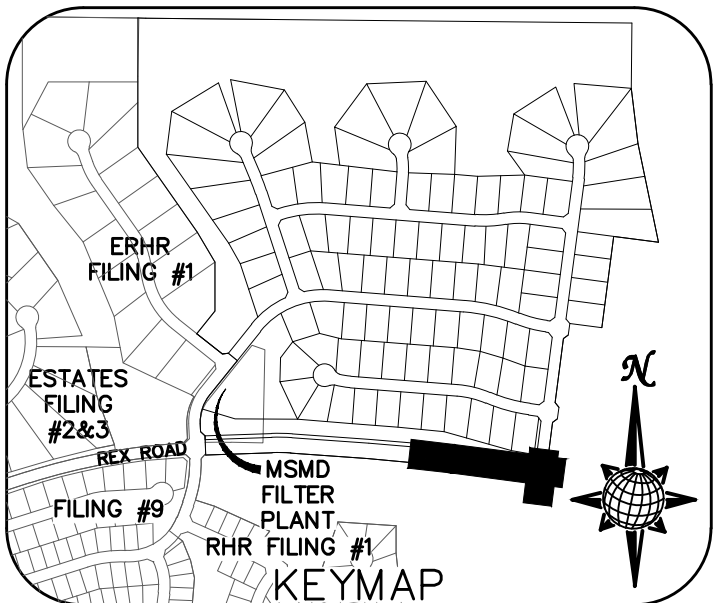 ERHR
FILING #1
N
ESTATES
FILING
#2&3
REX ROAD
MSMD
FILTER
PLANT
FILING #9
RHR FILING #1
KEYMAP